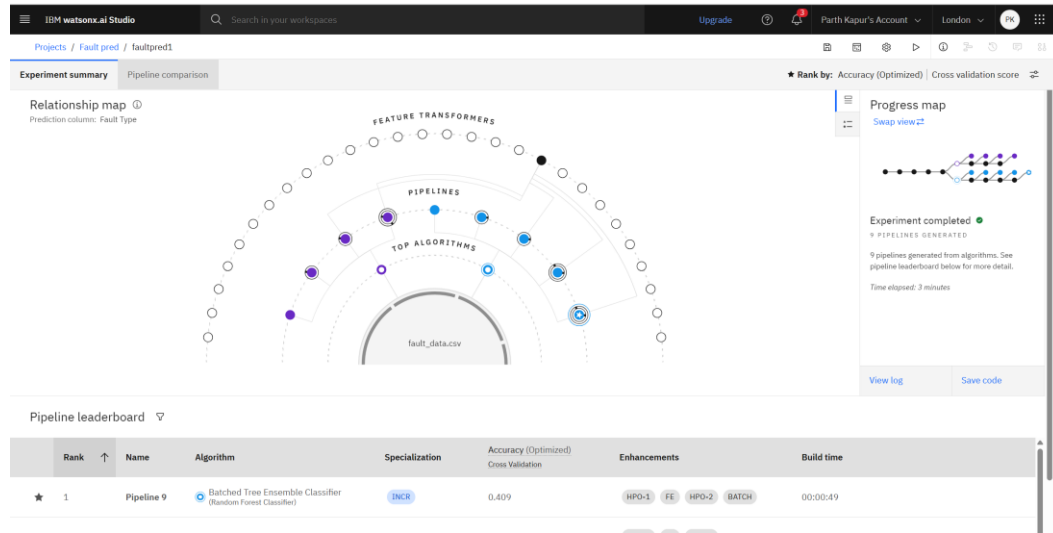 IBM watsonx.ai Studio
Search in your workspaces
Upgrade
3
Parth Kapur's Account
London
PK
Projects / Fault pred / faultpred1
Experiment summary
Pipeline comparison
★ Rank by: Accuracy (Optimized) | Cross validation score
Relationship map
Prediction column: Fault Type
FEATURE TRANSFORMERS
PIPELINES
TOP ALGORITHMS
fault_data.csv
Progress map
Swap view
Experiment completed
9 PIPELINES GENERATED
9 pipelines generated from algorithms. See
pipeline leaderboard below for more detail.
Time elapsed: 3 minutes
View log
Save code
Pipeline leaderboard
Rank ↑ Name Algorithm Specialization Accuracy (Optimized) Enhancements Build time
Cross Validation
★ 1 Pipeline 9 Batched Tree Ensemble Classifier INCR 0.409 HPO-1 FE HPO-2 BATCH 00:00:49
(Random Forest Classifier)